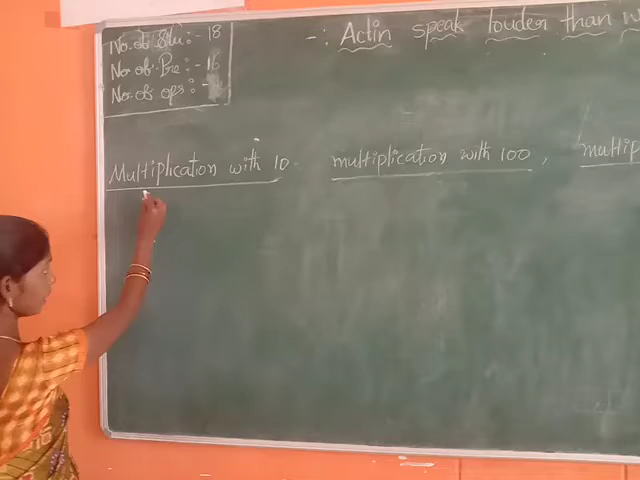 No. of Stu:- 18
No. of. Pre:- 16
No. of ops:-
-: Actin speak louder than
Multiplication with 10 multiplication with 100,